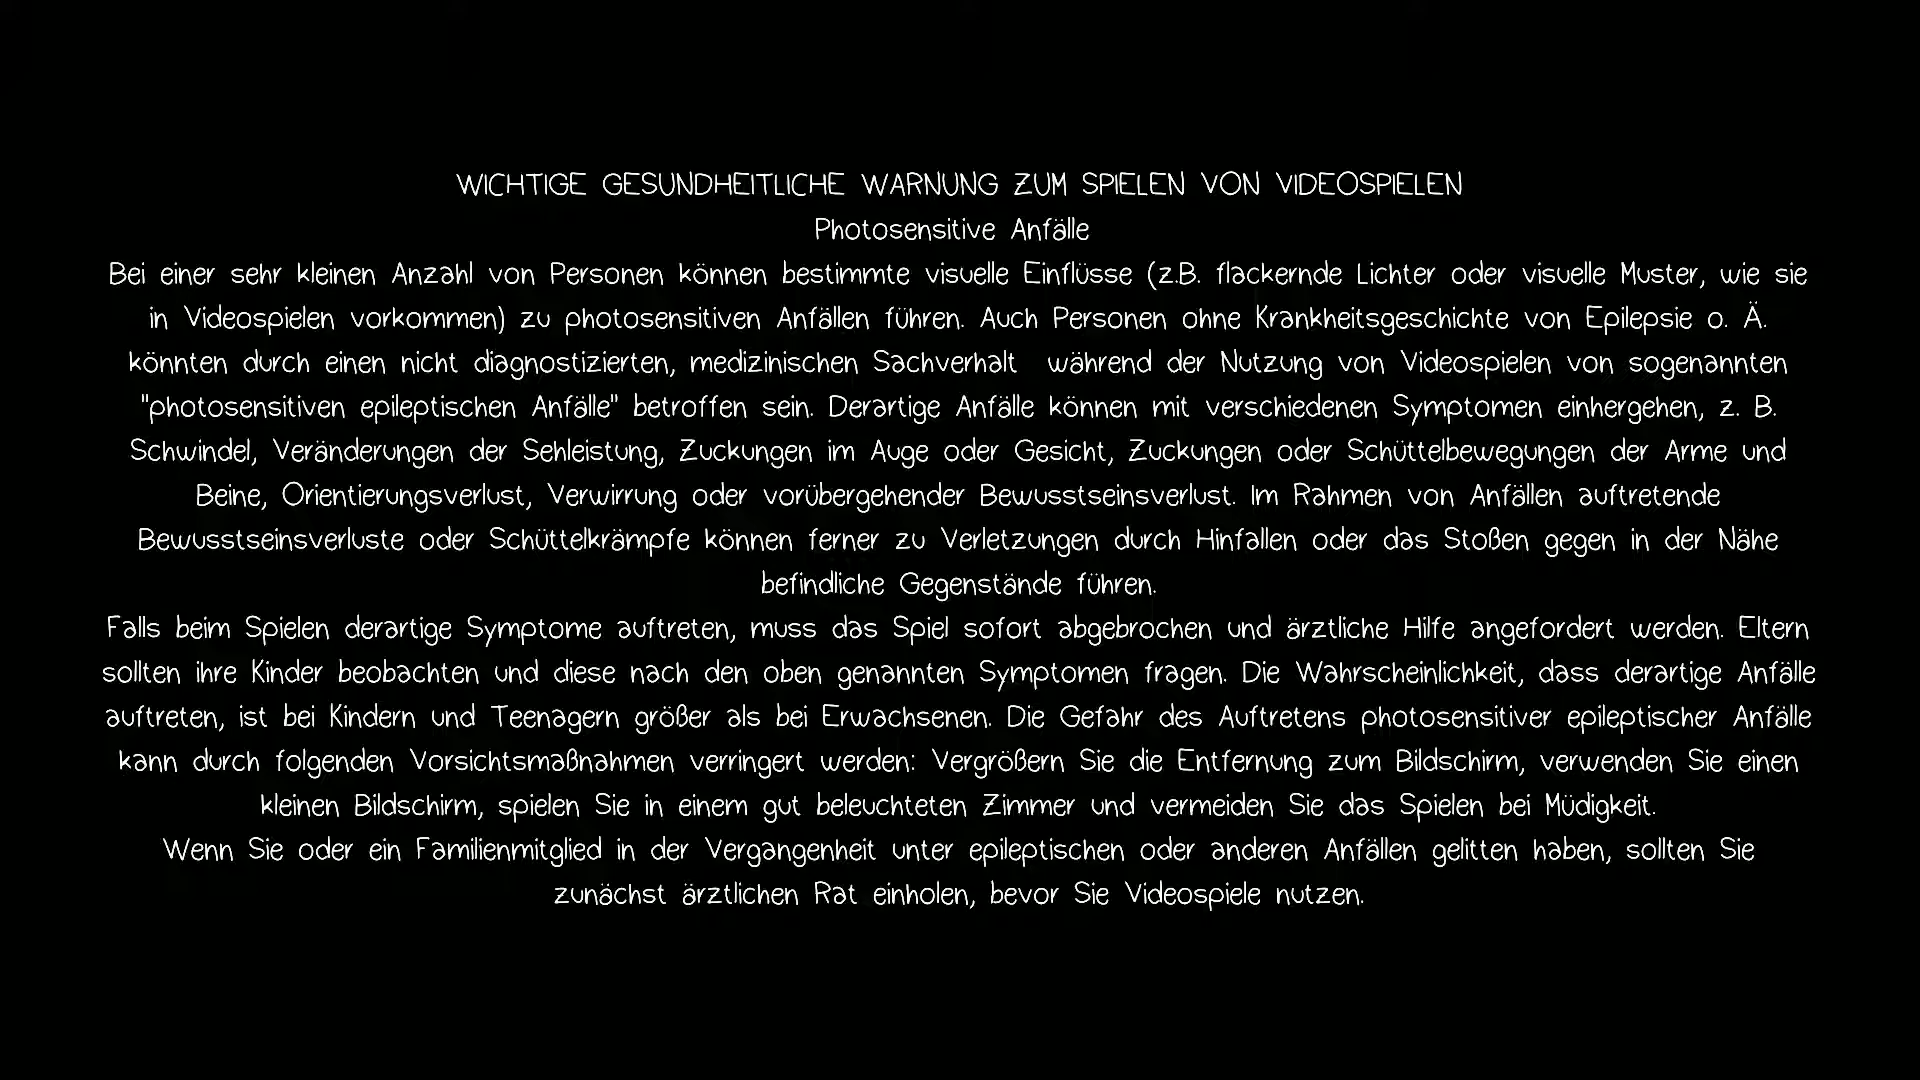 WICHTIGE GESUNDHEITLICHE WARNUNG ZUM SPIELEN VON VIDEOSPIELEN
Photosensitive Anfälle
Bei einer sehr kleinen Anzahl von Personen können bestimmte visuelle Einflüsse (z.B. flackernde Lichter oder visuelle Muster, wie sie
in Videospielen vorkommen) zu photosensitiven Anfällen führen. Auch Personen ohne Krankheitsgeschichte von Epilepsie o. Ä.
könnten durch einen nicht diagnostizierten, medizinischen Sachverhalt während der Nutzung von Videospielen von sogenannten
"photosensitiven epileptischen Anfälle" betroffen sein. Derartige Anfälle können mit verschiedenen Symptomen einhergehen, z. B.
Schwindel, Veränderungen der Sehleistung, Zuckungen im Auge oder Gesicht, Zuckungen oder Schüttelbewegungen der Arme und
Beine, Orientierungsverlust, Verwirrung oder vorübergehender Bewusstseinsverlust. Im Rahmen von Anfällen auftretende
Bewusstseinsverluste oder Schüttelkrämpfe können ferner zu Verletzungen durch Hinfallen oder das Stoßen gegen in der Nähe
befindliche Gegenstände führen.
Falls beim Spielen derartige Symptome auftreten, muss das Spiel sofort abgebrochen und ärztliche Hilfe angefordert werden. Eltern
sollten ihre Kinder beobachten und diese nach den oben genannten Symptomen fragen. Die Wahrscheinlichkeit, dass derartige Anfälle
auftreten, ist bei Kindern und Teenagern größer als bei Erwachsenen. Die Gefahr des Auftretens photosensitiver epileptischer Anfälle
kann durch folgenden Vorsichtsmaßnahmen verringert werden: Vergrößern Sie die Entfernung zum Bildschirm, verwenden Sie einen
kleinen Bildschirm, spielen Sie in einem gut beleuchteten Zimmer und vermeiden Sie das Spielen bei Müdigkeit.
Wenn Sie oder ein Familienmitglied in der Vergangenheit unter epileptischen oder anderen Anfällen gelitten haben, sollten Sie
zunächst ärztlichen Rat einholen, bevor Sie Videospiele nutzen.